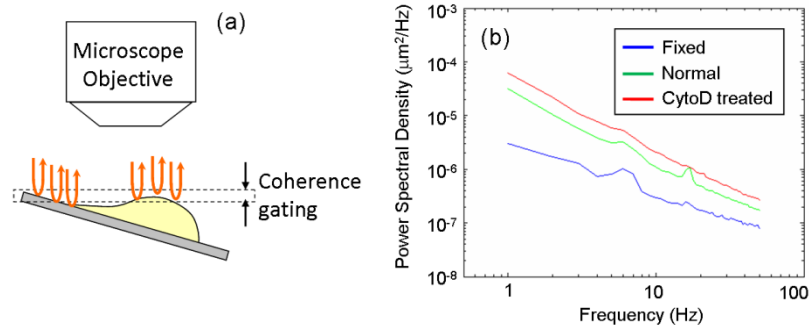 (a)
Microscope
Objective
Coherence
gating
(b)
Power Spectral Density (μm²/Hz)
10⁻³
10⁻⁴
10⁻⁵
10⁻⁶
10⁻⁷
10⁻⁸
Fixed
Normal
CytoD treated
1
10
100
Frequency (Hz)